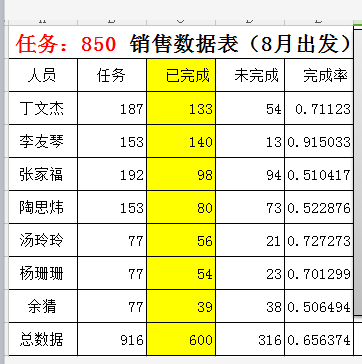 任务：850 销售数据表（8月出发）
人员 任务 已完成 未完成 完成率
丁文杰 187 133 54 0.71123
李友琴 153 140 13 0.915033
张家福 192 98 94 0.510417
陶思炜 153 80 73 0.522876
汤玲玲 77 56 21 0.727273
杨珊珊 77 54 23 0.701299
余猜 77 39 38 0.506494
总数据 916 600 316 0.656374